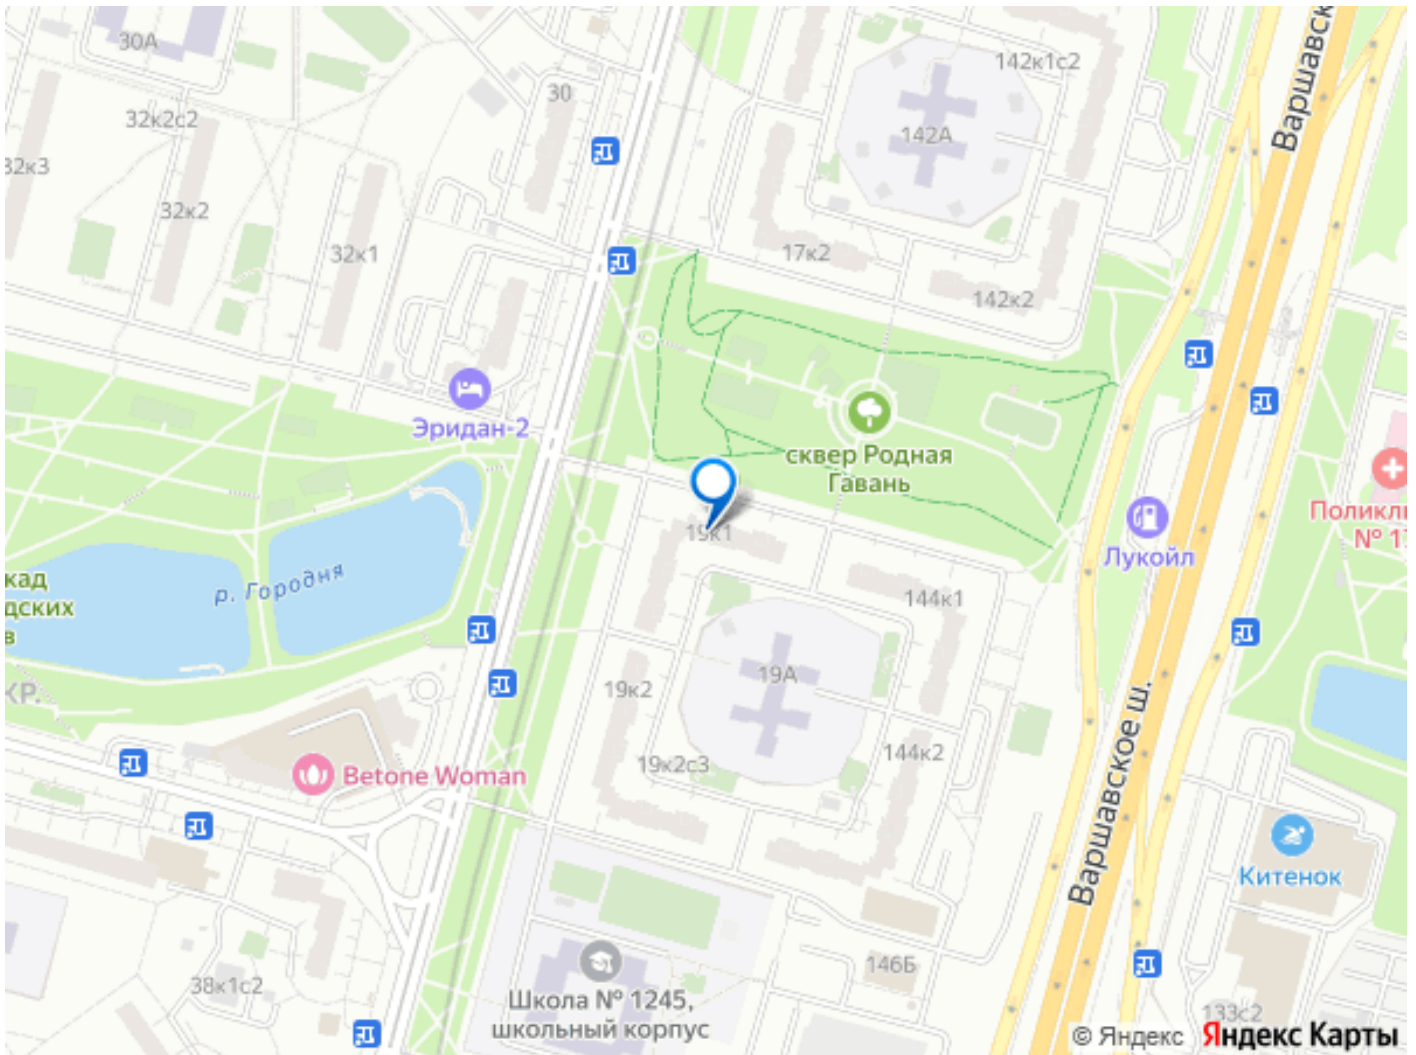 30А
142к1с2
Варшавск
30
32к2с2
142А
32к3
32к2
32к1
17к2
142к2
Эридан-2
сквер Родная
Гавань
19к1
Лукойл
Поликли
№ 17
р. Городня
кад
дских
в
144к1
19А
19к2
КР.
Варшавское ш.
144к2
19к2с3
Betone Woman
Китенок
146Б
38к1с2
Школа № 1245,
школьный корпус
133с2
© Яндекс Яндекс Карты